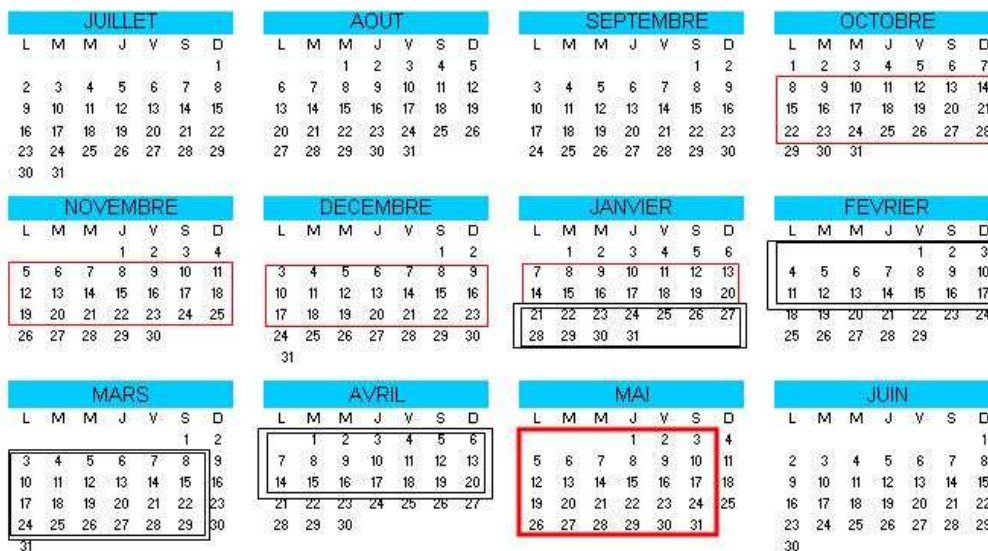 JUILLET
L M M J V S D
1
2 3 4 5 6 7 8
9 10 11 12 13 14 15
16 17 18 19 20 21 22
23 24 25 26 27 28 29
30 31
AOUT
L M M J V S D
1 2 3 4 5
6 7 8 9 10 11 12
13 14 15 16 17 18 19
20 21 22 23 24 25 26
27 28 29 30 31
SEPTEMBRE
L M M J V S D
1 2
3 4 5 6 7 8 9
10 11 12 13 14 15 16
17 18 19 20 21 22 23
24 25 26 27 28 29 30
OCTOBRE
L M M J V S D
1 2 3 4 5 6 7
8 9 10 11 12 13 14
15 16 17 18 19 20 21
22 23 24 25 26 27 28
29 30 31
NOVEMBRE
L M M J V S D
1 2 3 4
5 6 7 8 9 10 11
12 13 14 15 16 17 18
19 20 21 22 23 24 25
26 27 28 29 30
DECEMBRE
L M M J V S D
1 2
3 4 5 6 7 8 9
10 11 12 13 14 15 16
17 18 19 20 21 22 23
24 25 26 27 28 29 30
31
JANVIER
L M M J V S D
1 2 3 4 5 6
7 8 9 10 11 12 13
14 15 16 17 18 19 20
21 22 23 24 25 26 27
28 29 30 31
FEVRIER
L M M J V S D
1 2 3
4 5 6 7 8 9 10
11 12 13 14 15 16 17
18 19 20 21 22 23 24
25 26 27 28 29
MARS
L M M J V S D
1 2
3 4 5 6 7 8 9
10 11 12 13 14 15 16
17 18 19 20 21 22 23
24 25 26 27 28 29 30
31
AVRIL
L M M J V S D
1 2 3 4 5 6
7 8 9 10 11 12 13
14 15 16 17 18 19 20
21 22 23 24 25 26 27
28 29 30
MAI
L M M J V S D
1 2 3 4
5 6 7 8 9 10 11
12 13 14 15 16 17 18
19 20 21 22 23 24 25
26 27 28 29 30 31
JUIN
L M M J V S D
1
2 3 4 5 6 7 8
9 10 11 12 13 14 15
16 17 18 19 20 21 22
23 24 25 26 27 28 29
30